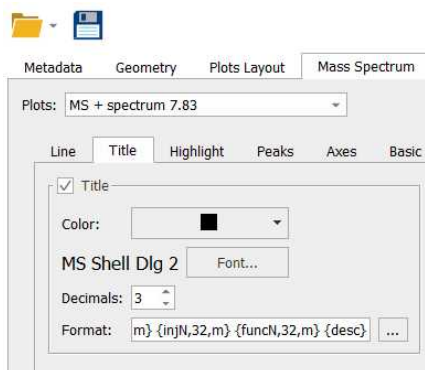 Metadata Geometry Plots Layout Mass Spectrum
Plots: MS + spectrum 7.83
Line Title Highlight Peaks Axes Basic
Title
Color:
MS Shell Dlg 2 Font...
Decimals: 3
Format: m} {injN,32,m} {funcN,32,m} {desc} ...